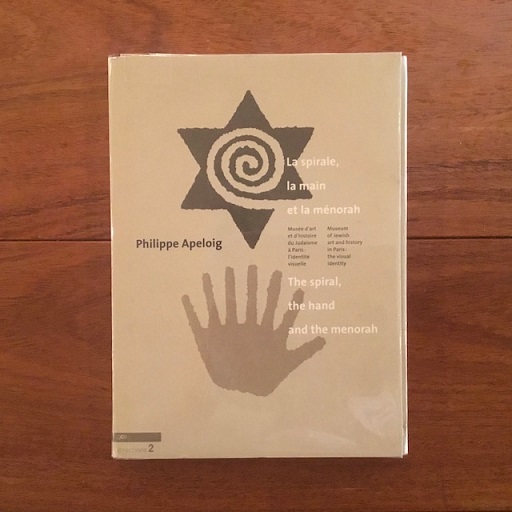 La spirale,
la main
et la ménorah
Musée d'art
et d'histoire
du Judaïsme
à Paris :
l'identité
visuelle
Museum
of Jewish
art and history
in Paris :
the visual
identity
Philippe Apeloig
The spiral,
the hand
and the menorah
2